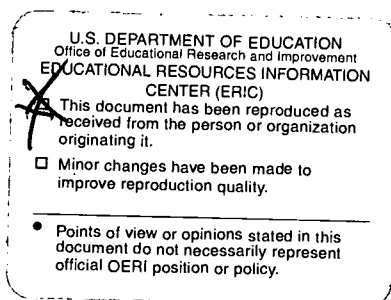 U.S. DEPARTMENT OF EDUCATION
Office of Educational Research and Improvement
EDUCATIONAL RESOURCES INFORMATION
CENTER (ERIC)
This document has been reproduced as
received from the person or organization
originating it.
□ Minor changes have been made to
improve reproduction quality.
● Points of view or opinions stated in this
document do not necessarily represent
official OERI position or policy.